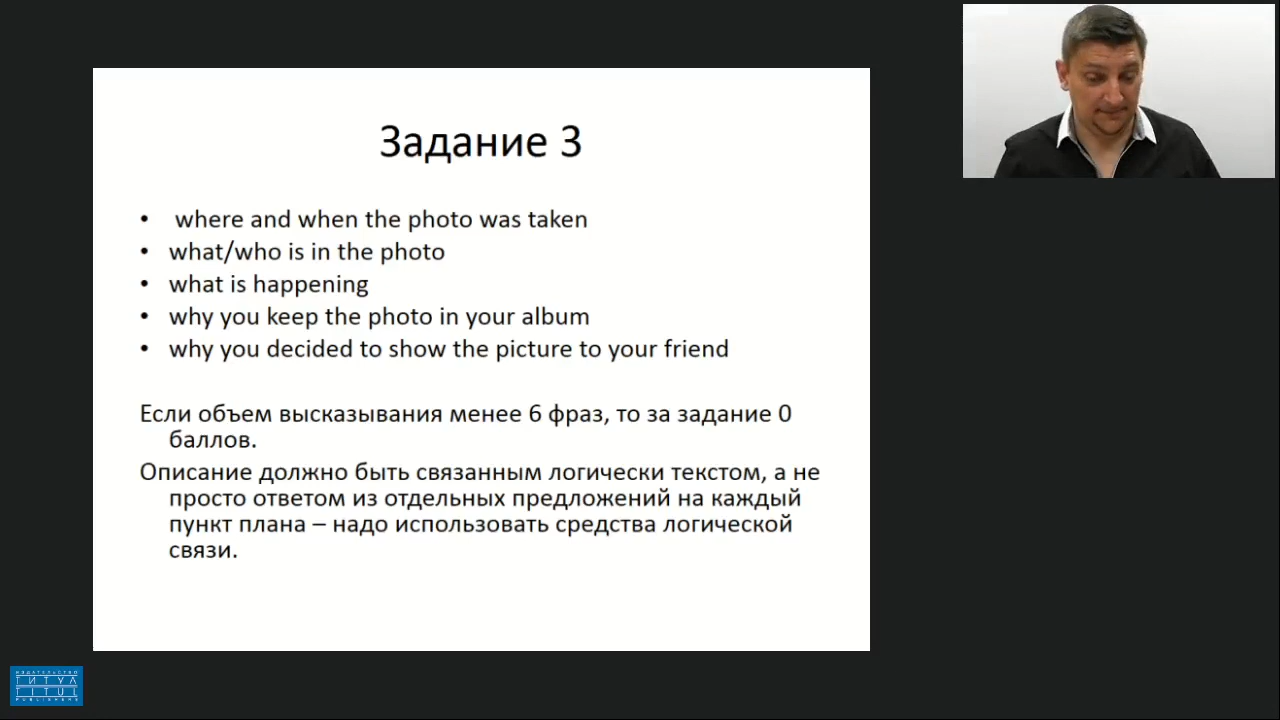 Задание 3
• where and when the photo was taken
• what/who is in the photo
• what is happening
• why you keep the photo in your album
• why you decided to show the picture to your friend
Если объем высказывания менее 6 фраз, то за задание 0
баллов.
Описание должно быть связанным логически текстом, а не
просто ответом из отдельных предложений на каждый
пункт плана – надо использовать средства логической
связи.
ИЗДАТЕЛЬСТВО
ТИТУЛ
TITUL
PUBLISHERS